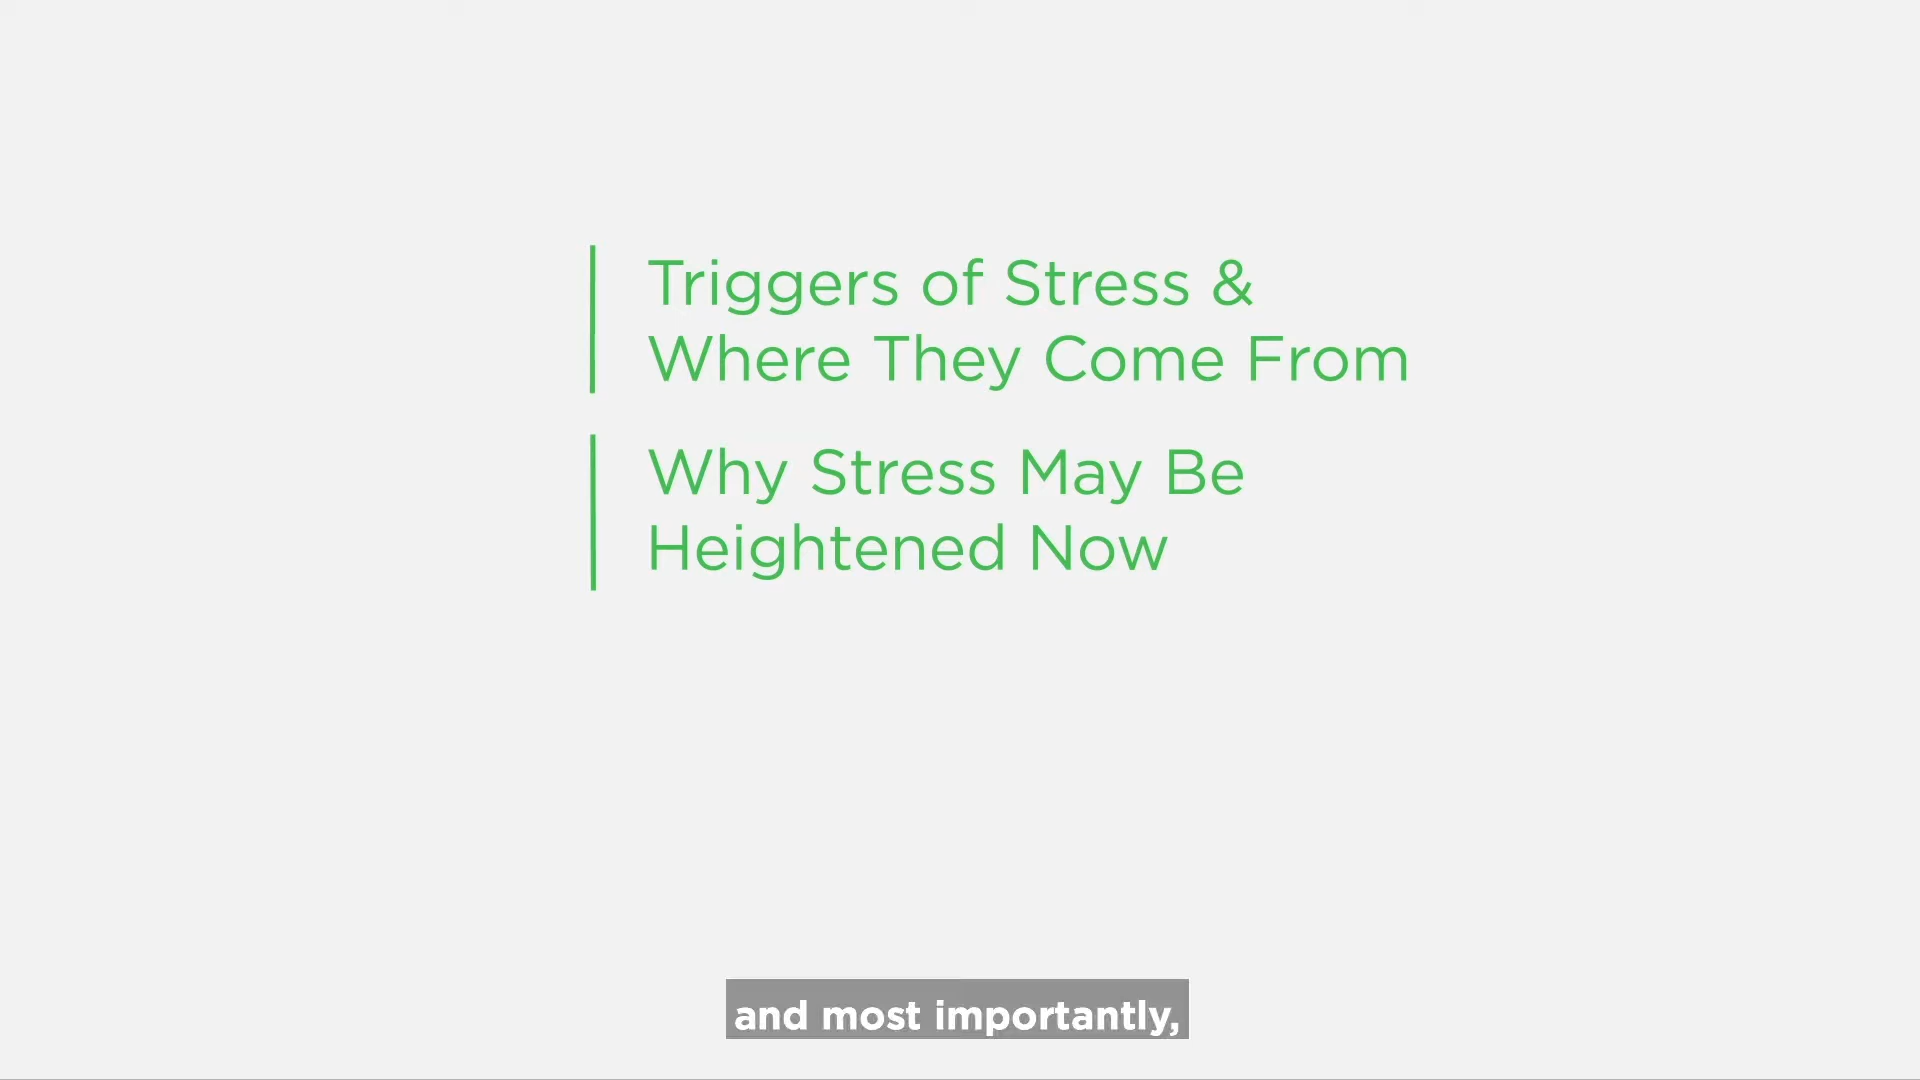 Triggers of Stress &
Where They Come From
Why Stress May Be
Heightened Now
and most importantly,